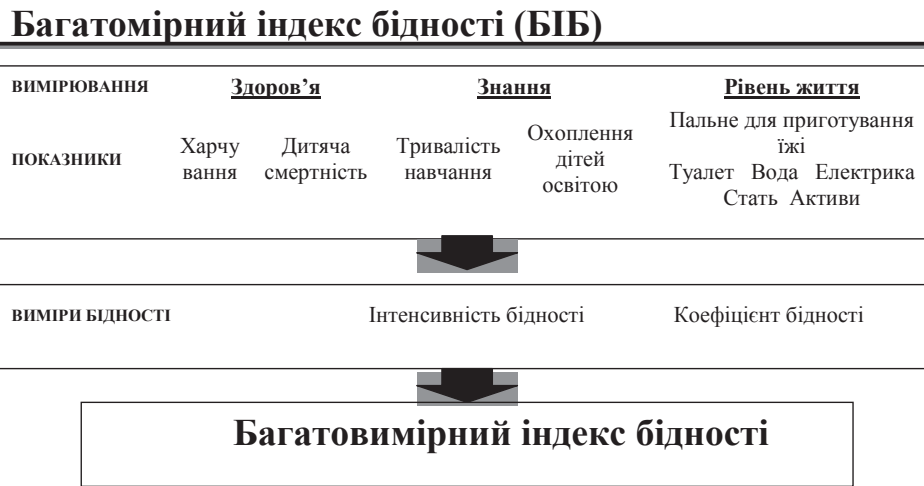 Багатомірний індекс бідності (БІБ)
ВИМІРЮВАННЯ Здоров’я Знання Рівень життя
ПОКАЗНИКИ
Харчу
вання
Дитяча
смертність
Тривалість
навчання
Охоплення
дітей
освітою
Пальне для приготування
їжі
Туалет Вода Електрика
Стать Активи
ВИМІРИ БІДНОСТІ Інтенсивність бідності Коефіцієнт бідності
Багатовимірний індекс бідності